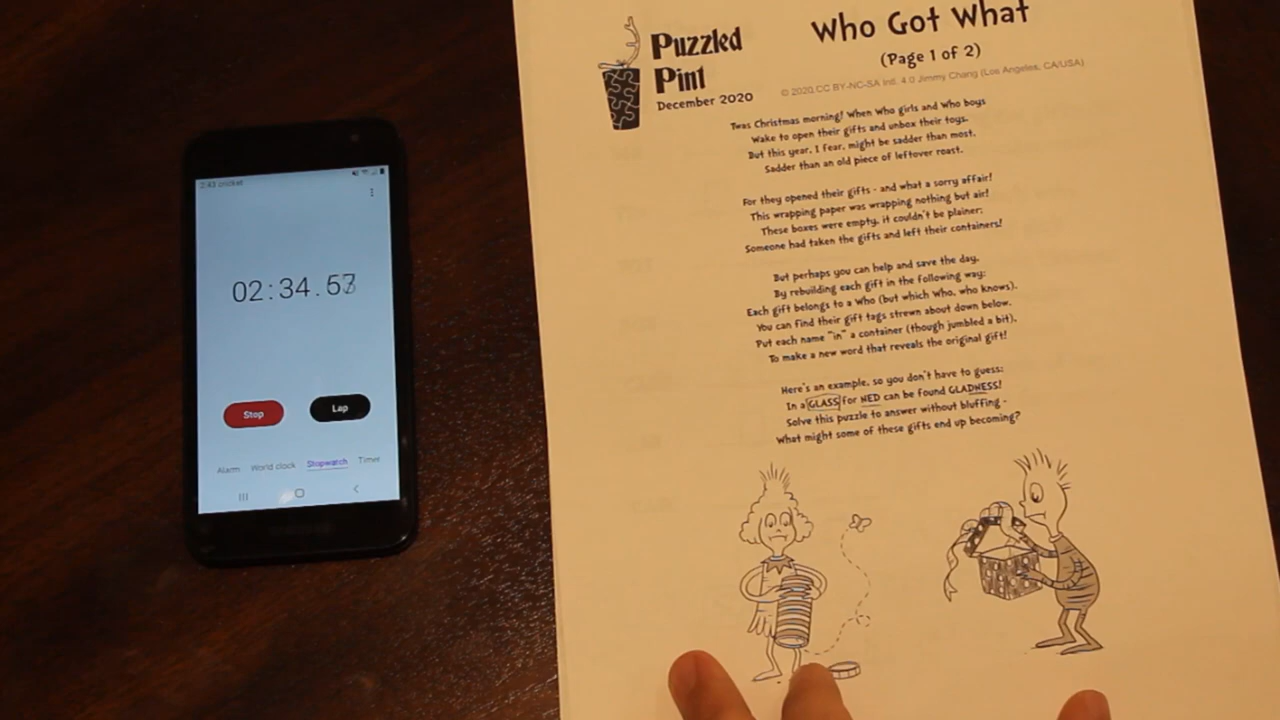 2:43 cricket
02:34.57
Stop
Lap
Alarm
World clock
Stopwatch
Timer
Puzzled
Pint
December 2020
Who Got What
(Page 1 of 2)
© 2020 CC BY-NC-SA Intl. 4.0 Jimmy Chang (Los Angeles, CA/USA)
Twas Christmas morning! When Who girls and Who boys
Wake to open their gifts and unbox their toys.
But this year, I fear, might be sadder than most.
Sadder than an old piece of leftover roast.
For they opened their gifts - and what a sorry affair!
This wrapping paper was wrapping nothing but air!
These boxes were empty, it couldn't be plainer;
Someone had taken the gifts and left their containers!
But perhaps you can help and save the day,
By rebuilding each gift in the following way:
Each gift belongs to a Who (but which Who, who knows).
You can find their gift tags strewn about down below.
Put each name "in" a container (though jumbled a bit),
To make a new word that reveals the original gift!
Here's an example, so you don't have to guess:
In a GLASS for NED can be found GLADNESS!
Solve this puzzle to answer without bluffing -
What might some of these gifts end up becoming?